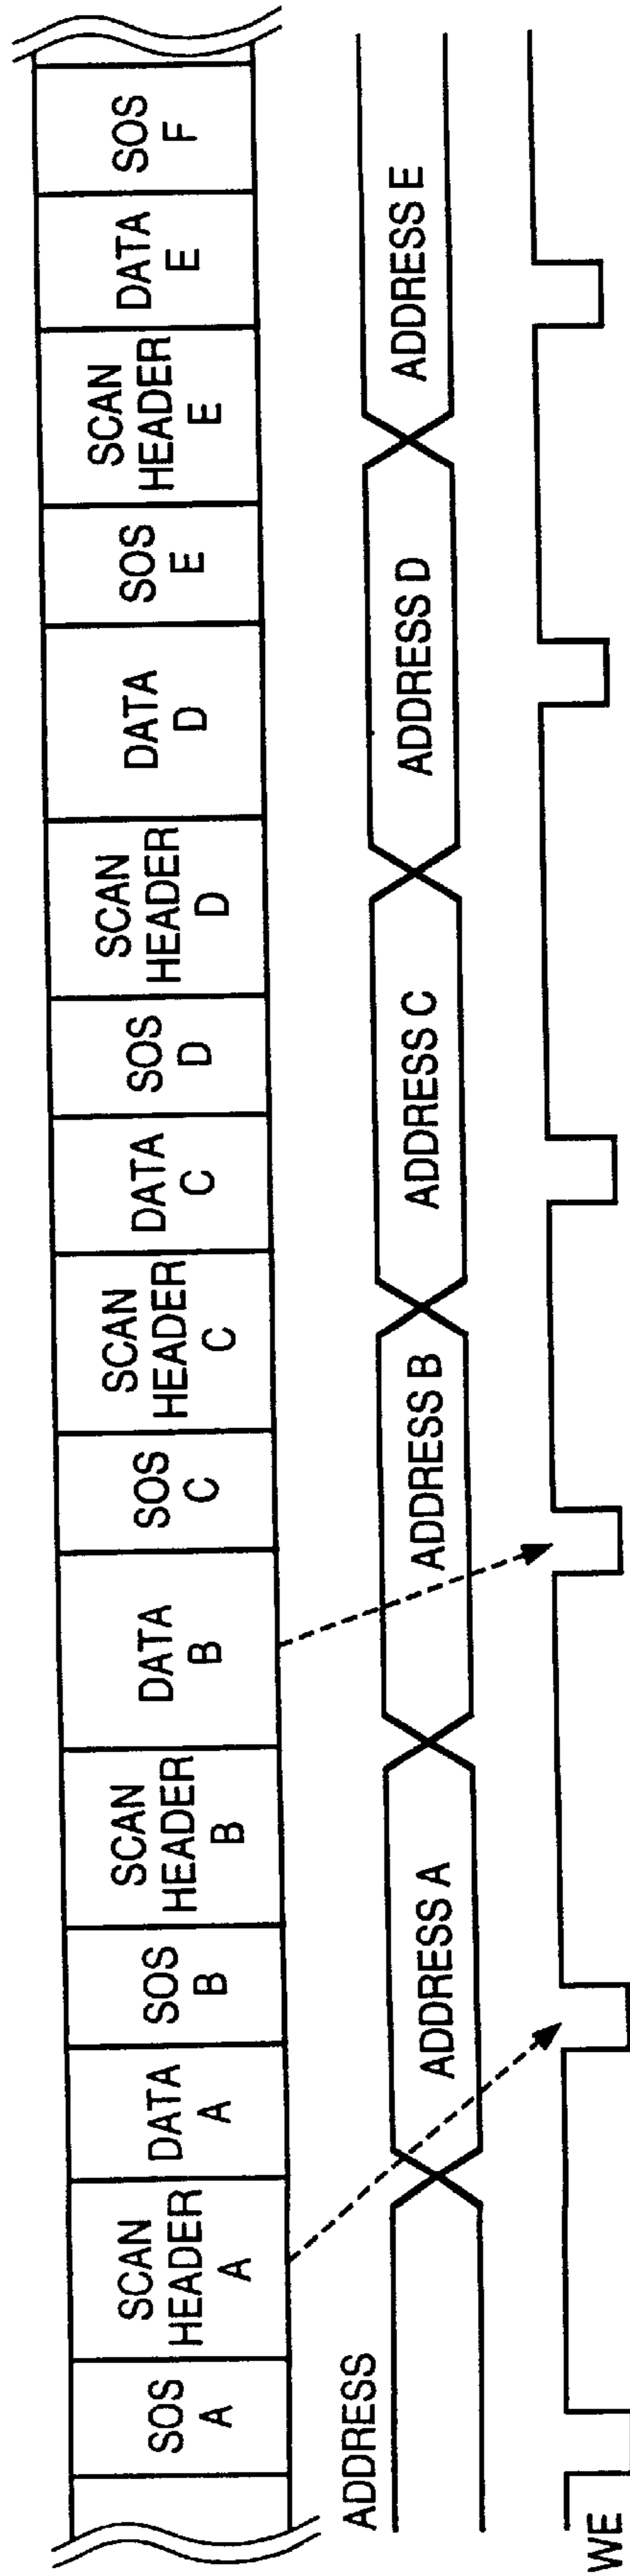 SOS
A
SCAN
HEADER
A
DATA
A
SOS
B
SCAN
HEADER
B
DATA
B
SOS
C
SCAN
HEADER
C
DATA
C
SOS
D
SCAN
HEADER
D
DATA
D
SOS
E
SCAN
HEADER
E
DATA
E
SOS
F
ADDRESS
ADDRESS A
ADDRESS B
ADDRESS C
ADDRESS D
ADDRESS E
WE